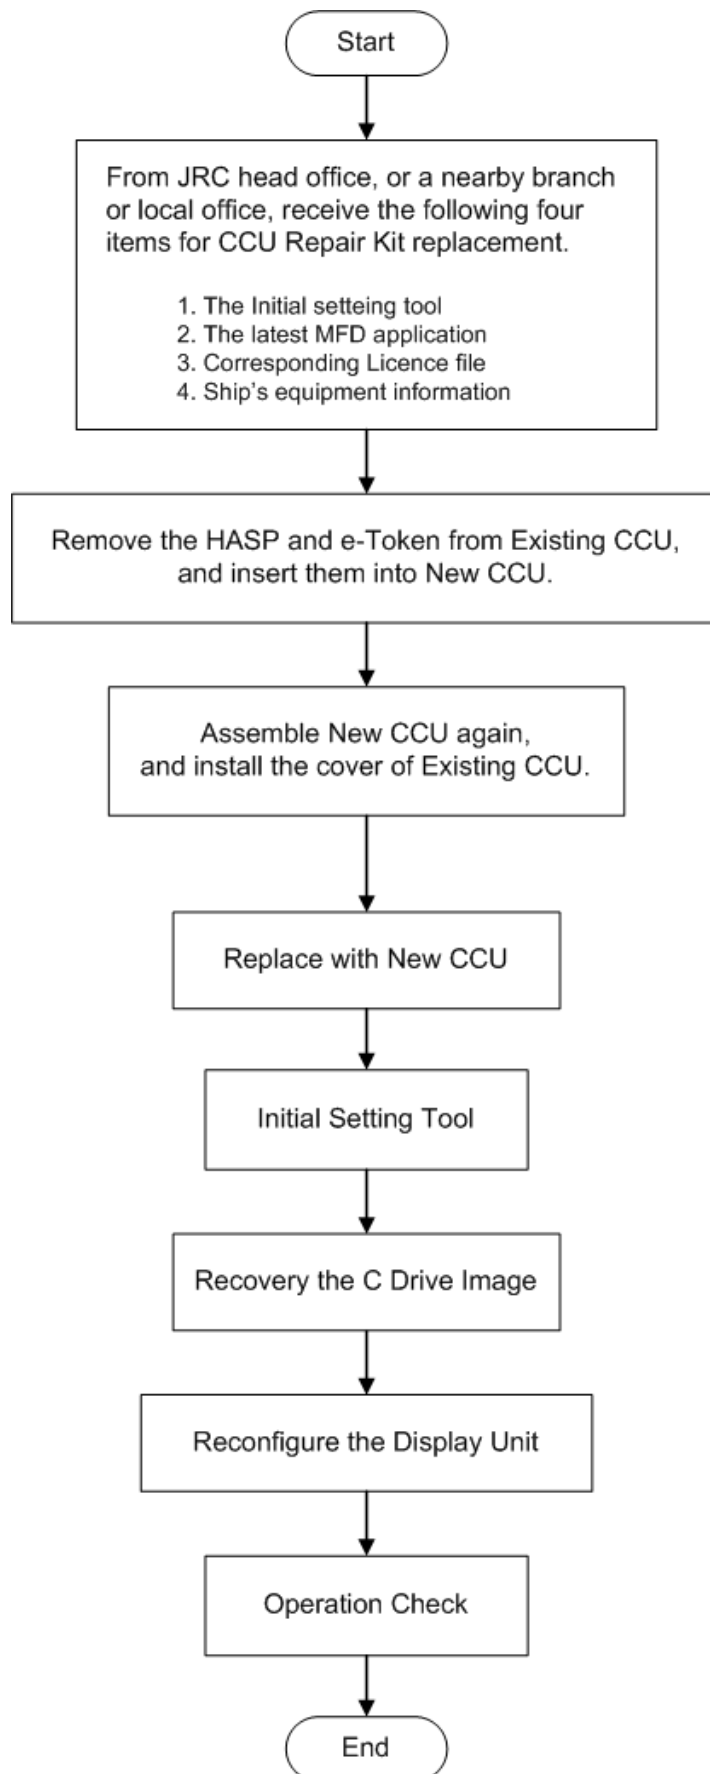 Start
From JRC head office, or a nearby branch
or local office, receive the following four
items for CCU Repair Kit replacement.
1. The Initial setteing tool
2. The latest MFD application
3. Corresponding Licence file
4. Ship's equipment information
Remove the HASP and e-Token from Existing CCU,
and insert them into New CCU.
Assemble New CCU again,
and install the cover of Existing CCU.
Replace with New CCU
Initial Setting Tool
Recovery the C Drive Image
Reconfigure the Display Unit
Operation Check
End